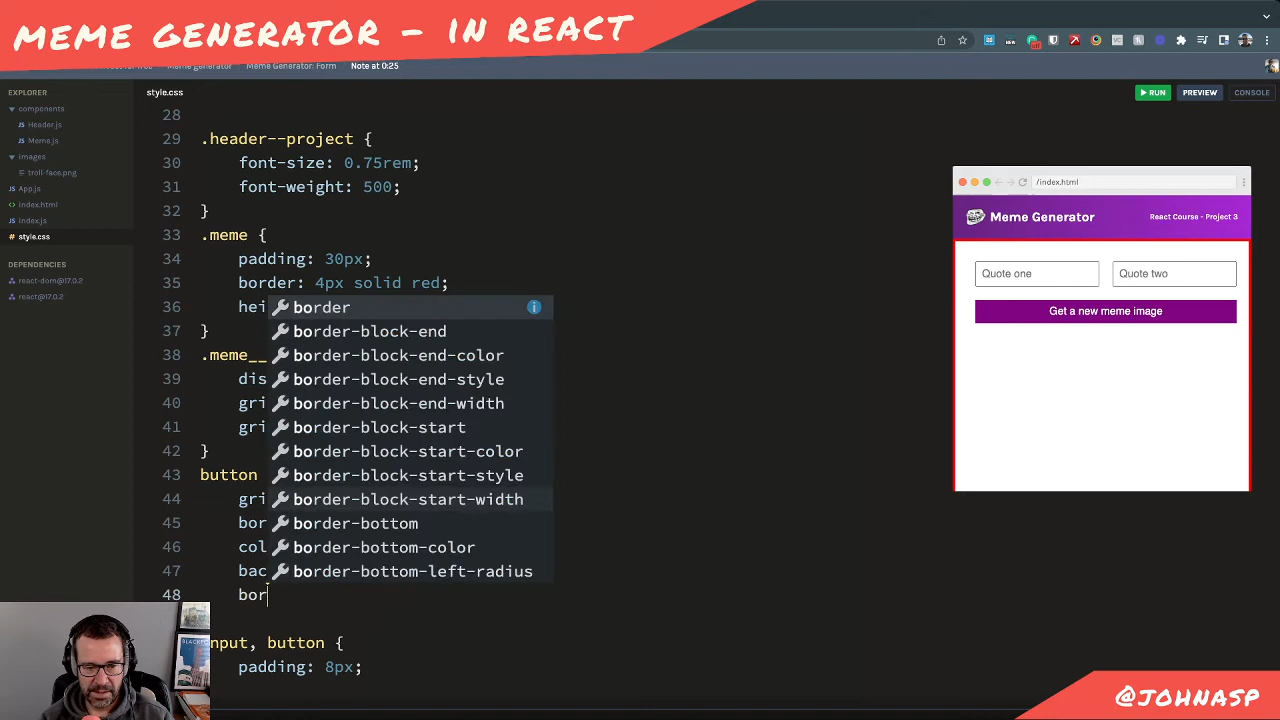 MEME GENERATOR - IN REACT
Meme generator
Meme Generator: Form
Note at 0:25
EXPLORER
components
Header.js
Meme.js
images
troll-face.png
App.js
index.html
index.js
style.css
DEPENDENCIES
react-dom@17.0.2
react@17.0.2
style.css
RUN
PREVIEW
CONSOLE
28
29 .header--project {
30 font-size: 0.75rem;
31 font-weight: 500;
32 }
33 .meme {
34 padding: 30px;
35 border: 4px solid red;
36 hei
37 }
38 .meme__
39 dis
40 gri
41 gri
42 }
43 button
44 gri
45 bor
46 col
47 bac
48 bor
nput, button {
padding: 8px;
border
border-block-end
border-block-end-color
border-block-end-style
border-block-end-width
border-block-start
border-block-start-color
border-block-start-style
border-block-start-width
border-bottom
border-bottom-color
border-bottom-left-radius
/index.html
Meme Generator
React Course - Project 3
Quote one
Quote two
Get a new meme image
@JOHNASP